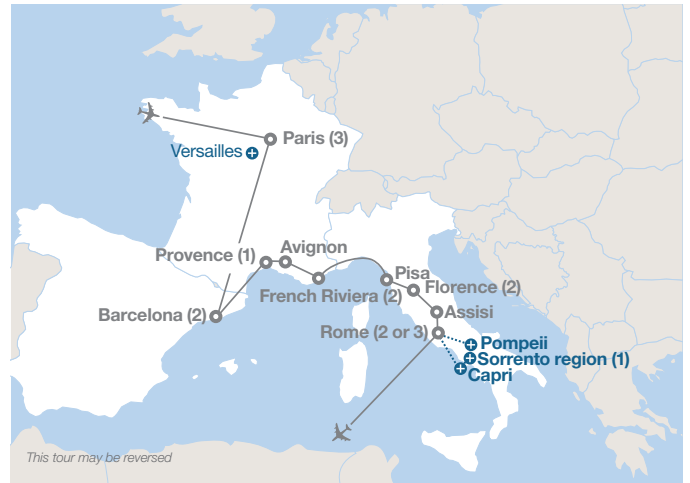 Paris (3)
Versailles
Provence (1)
Avignon
Pisa
Florence (2)
French Riviera (2)
Barcelona (2)
Assisi
Rome (2 or 3)
Pompeii
Sorrento region (1)
Capri
This tour may be reversed